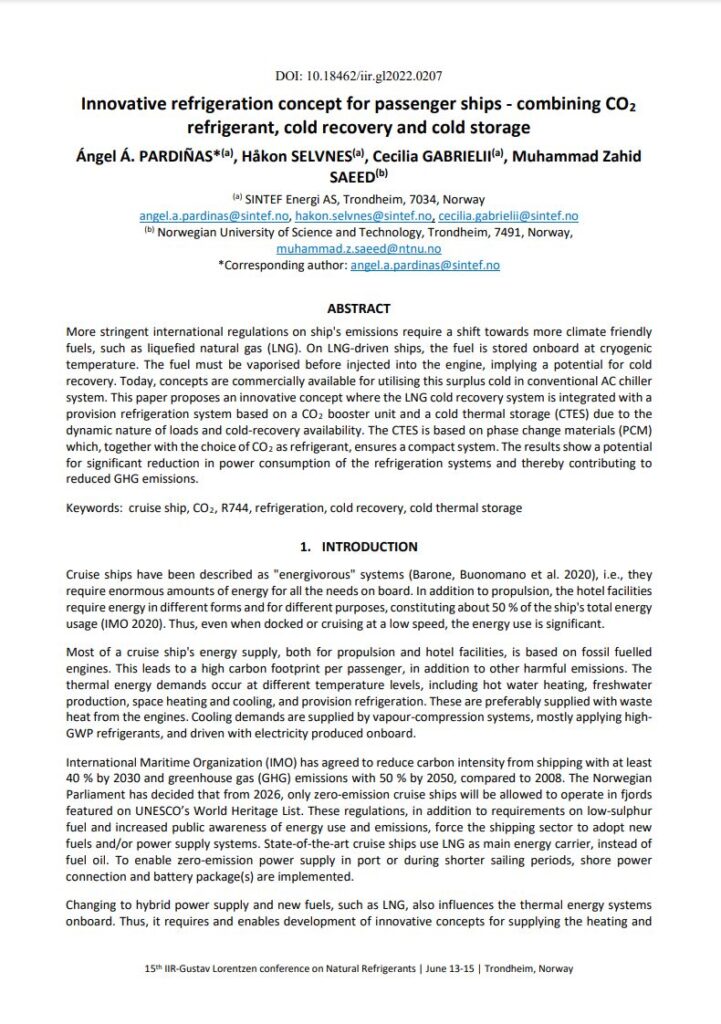 DOI: 10.18462/iir.gl2022.0207
Innovative refrigeration concept for passenger ships - combining CO₂
refrigerant, cold recovery and cold storage
Ángel Á. PARDIÑAS*(a), Håkon SELVNES(a), Cecilia GABRIELII(a), Muhammad Zahid
SAEED(b)
(a) SINTEF Energi AS, Trondheim, 7034, Norway
angel.a.pardinas@sintef.no, hakon.selvnes@sintef.no, cecilia.gabrielii@sintef.no
(b) Norwegian University of Science and Technology, Trondheim, 7491, Norway,
muhammad.z.saeed@ntnu.no
*Corresponding author: angel.a.pardinas@sintef.no
ABSTRACT
More stringent international regulations on ship's emissions require a shift towards more climate friendly
fuels, such as liquefied natural gas (LNG). On LNG-driven ships, the fuel is stored onboard at cryogenic
temperature. The fuel must be vaporised before injected into the engine, implying a potential for cold
recovery. Today, concepts are commercially available for utilising this surplus cold in conventional AC chiller
system. This paper proposes an innovative concept where the LNG cold recovery system is integrated with a
provision refrigeration system based on a CO₂ booster unit and a cold thermal storage (CTES) due to the
dynamic nature of loads and cold-recovery availability. The CTES is based on phase change materials (PCM)
which, together with the choice of CO₂ as refrigerant, ensures a compact system. The results show a potential
for significant reduction in power consumption of the refrigeration systems and thereby contributing to
reduced GHG emissions.
Keywords: cruise ship, CO₂, R744, refrigeration, cold recovery, cold thermal storage
1. INTRODUCTION
Cruise ships have been described as "energivorous" systems (Barone, Buonomano et al. 2020), i.e., they
require enormous amounts of energy for all the needs on board. In addition to propulsion, the hotel facilities
require energy in different forms and for different purposes, constituting about 50 % of the ship's total energy
usage (IMO 2020). Thus, even when docked or cruising at a low speed, the energy use is significant.
Most of a cruise ship's energy supply, both for propulsion and hotel facilities, is based on fossil fuelled
engines. This leads to a high carbon footprint per passenger, in addition to other harmful emissions. The
thermal energy demands occur at different temperature levels, including hot water heating, freshwater
production, space heating and cooling, and provision refrigeration. These are preferably supplied with waste
heat from the engines. Cooling demands are supplied by vapour-compression systems, mostly applying high-
GWP refrigerants, and driven with electricity produced onboard.
International Maritime Organization (IMO) has agreed to reduce carbon intensity from shipping with at least
40 % by 2030 and greenhouse gas (GHG) emissions with 50 % by 2050, compared to 2008. The Norwegian
Parliament has decided that from 2026, only zero-emission cruise ships will be allowed to operate in fjords
featured on UNESCO's World Heritage List. These regulations, in addition to requirements on low-sulphur
fuel and increased public awareness of energy use and emissions, force the shipping sector to adopt new
fuels and/or power supply systems. State-of-the-art cruise ships use LNG as main energy carrier, instead of
fuel oil. To enable zero-emission power supply in port or during shorter sailing periods, shore power
connection and battery package(s) are implemented.
Changing to hybrid power supply and new fuels, such as LNG, also influences the thermal energy systems
onboard. Thus, it requires and enables development of innovative concepts for supplying the heating and
15th IIR-Gustav Lorentzen conference on Natural Refrigerants | June 13-15 | Trondheim, Norway